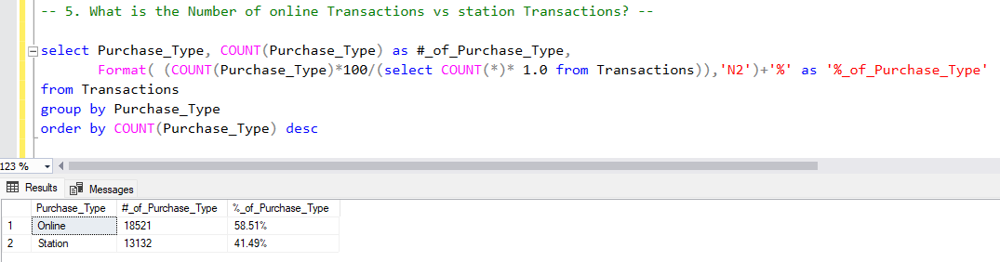 -- 5. What is the Number of online Transactions vs station Transactions? --
select Purchase_Type, COUNT(Purchase_Type) as #_of_Purchase_Type,
Format( (COUNT(Purchase_Type)*100/(select COUNT(*)* 1.0 from Transactions)),'N2')+'%' as '%_of_Purchase_Type'
from Transactions
group by Purchase_Type
order by COUNT(Purchase_Type) desc
123 %
Results Messages
Purchase_Type #_of_Purchase_Type %_of_Purchase_Type
1 Online 18521 58.51%
2 Station 13132 41.49%